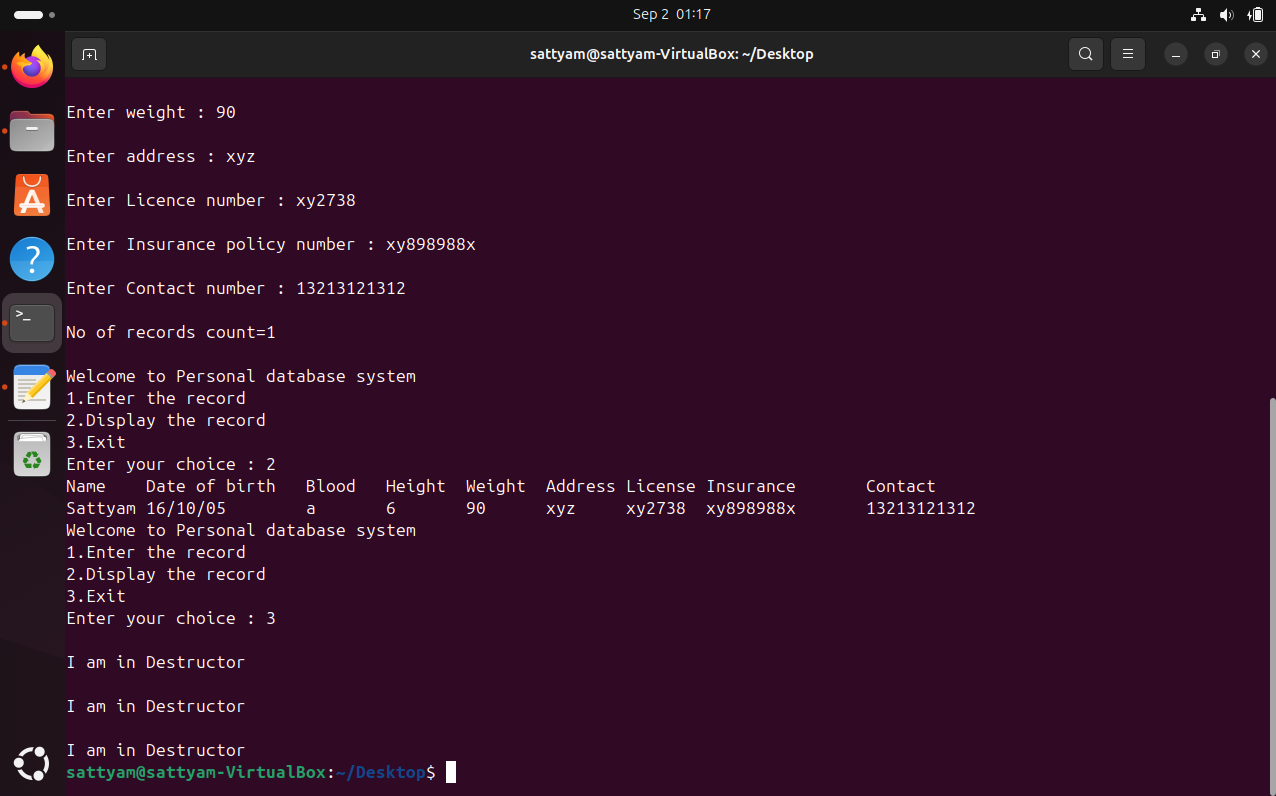 Sep 2 01:17
sattyam@sattyam-VirtualBox: ~/Desktop
Enter weight : 90
Enter address : xyz
Enter Licence number : xy2738
Enter Insurance policy number : xy898988x
Enter Contact number : 13213121312
No of records count=1
Welcome to Personal database system
1.Enter the record
2.Display the record
3.Exit
Enter your choice : 2
Name    Date of birth   Blood   Height  Weight  Address License Insurance       Contact
Sattyam 16/10/05        a       6       90      xyz     xy2738  xy898988x       13213121312
Welcome to Personal database system
1.Enter the record
2.Display the record
3.Exit
Enter your choice : 3
I am in Destructor
I am in Destructor
I am in Destructor
sattyam@sattyam-VirtualBox:~/Desktop$